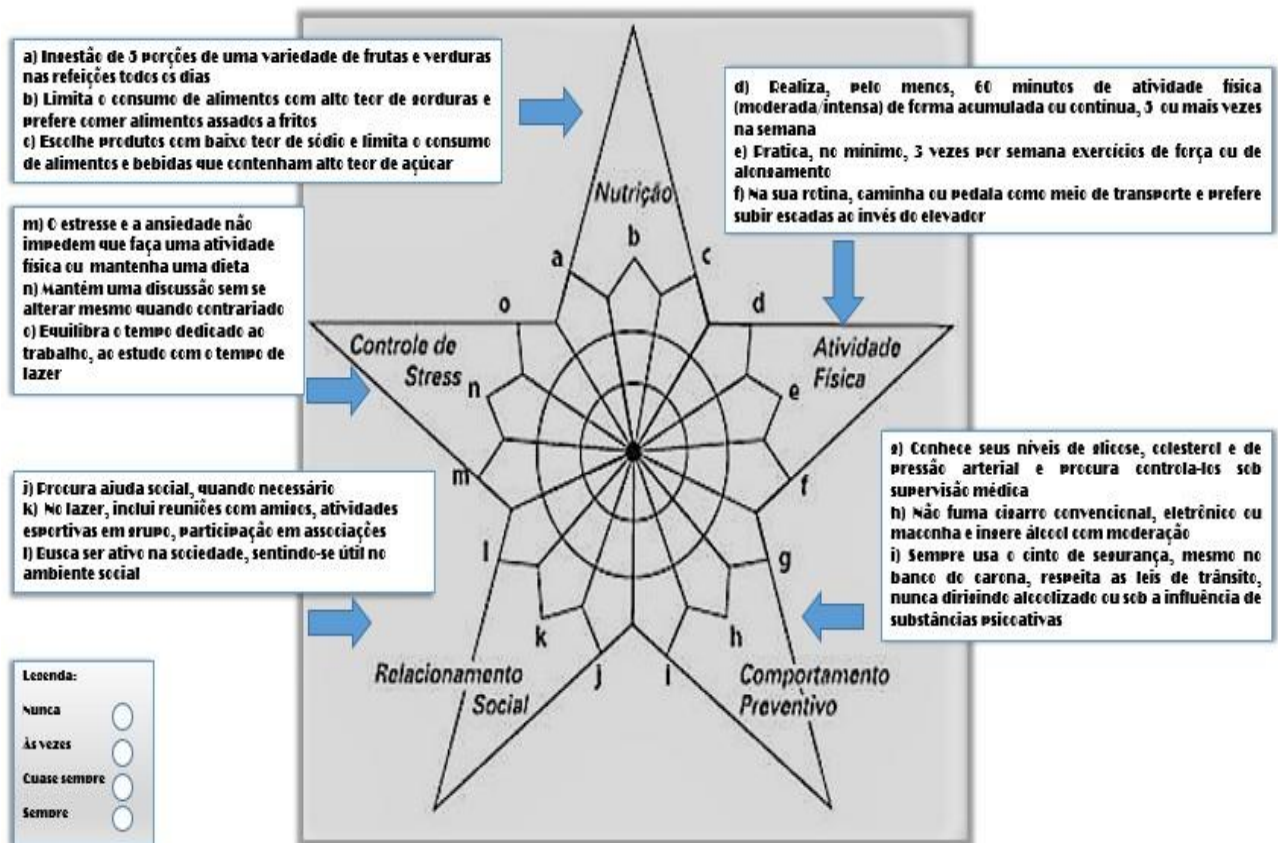 a) Ingestão de 5 porções de uma variedade de frutas e verduras
nas refeições todos os dias
b) Limita o consumo de alimentos com alto teor de gorduras e
prefere comer alimentos assados a fritos
c) Escolhe produtos com baixo teor de sódio e limita o consumo
de alimentos e bebidas que contenham alto teor de açúcar
d) Realiza, pelo menos, 60 minutos de atividade física
(moderada/intensa) de forma acumulada ou contínua, 5 ou mais vezes
na semana
e) Pratica, no mínimo, 3 vezes por semana exercícios de força ou de
alongamento
f) Na sua rotina, caminha ou pedala como meio de transporte e prefere
subir escadas ao invés do elevador
m) O estresse e a ansiedade não
impedem que faça uma atividade
física ou mantenha uma dieta
n) Mantém uma discussão sem se
alterar mesmo quando contrariado
o) Equilibra o tempo dedicado ao
trabalho, ao estudo com o tempo de
lazer
Nutrição
a
b
c
o
d
Controle de
Stress
Atividade
Física
n
e
m
f
g) Conhece seus níveis de glicose, colesterol e de
pressão arterial e procura controla-los sob
supervisão médica
h) Não fuma cigarro convencional, eletrônico ou
maconha e ingere álcool com moderação
i) Sempre usa o cinto de segurança, mesmo no
banco do carona, respeita as leis de trânsito,
nunca dirigindo alcoolizado ou sob a influência de
substâncias psicoativas
j) Procura ajuda social, quando necessário
k) No lazer, inclui reuniões com amigos, atividades
esportivas em grupo, participação em associações
l) Busca ser ativo na sociedade, sentindo-se útil no
ambiente social
l
g
k
h
j
i
Relacionamento
Social
Comportamento
Preventivo
Legenda:
Nunca
Às vezes
Quase sempre
Sempre